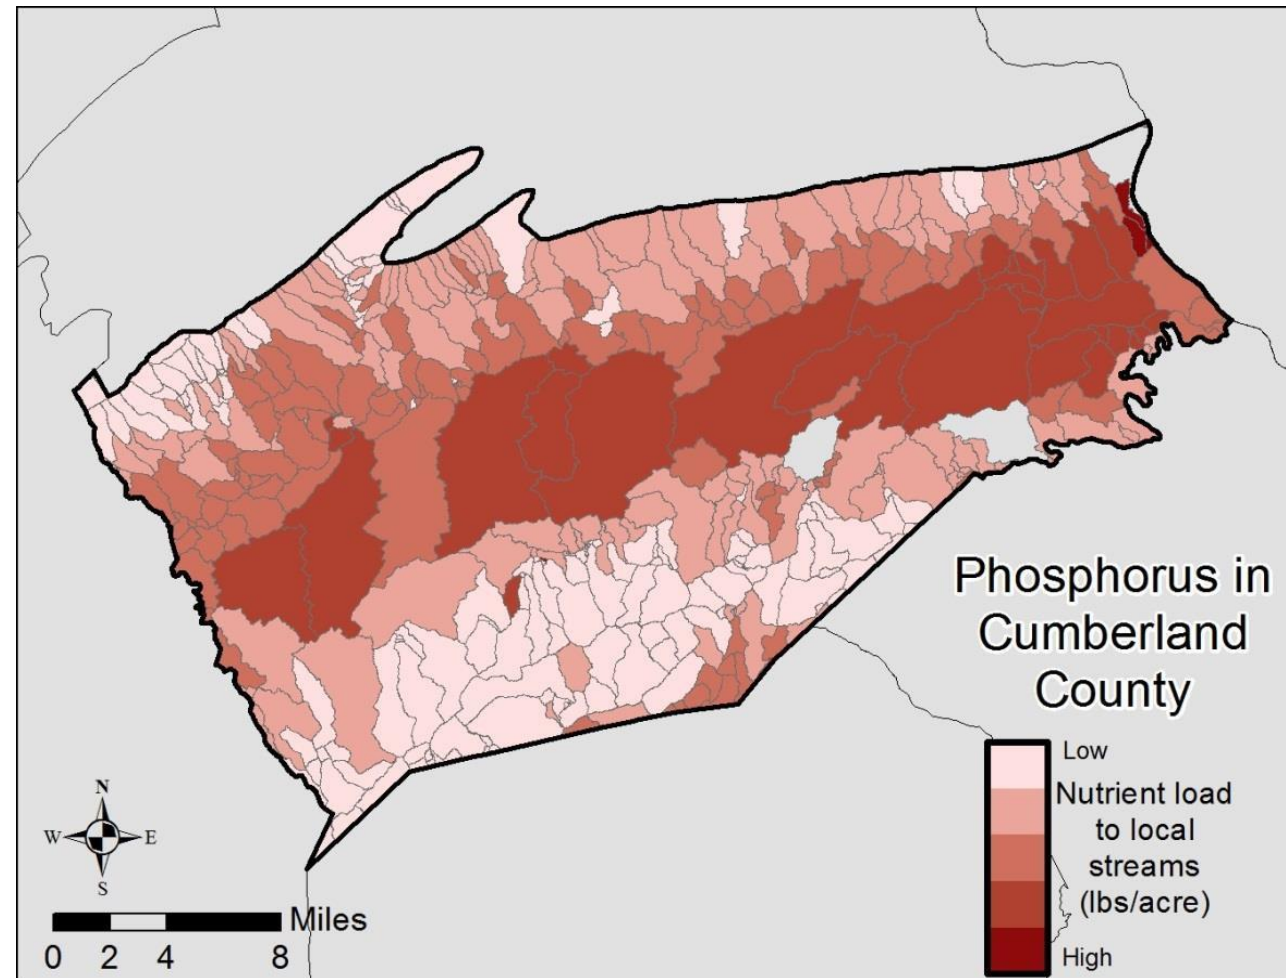 Phosphorus in
Cumberland
County
Low
Nutrient load
to local
streams
(lbs/acre)
High
N
W E
S
Miles
0 2 4 8